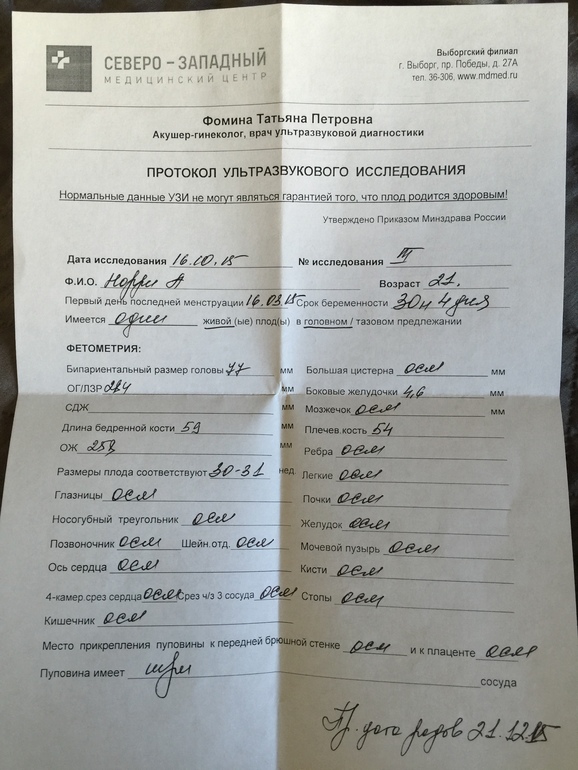 СЕВЕРО - ЗАПАДНЫЙ
МЕДИЦИНСКИЙ ЦЕНТР
Выборгский филиал
г. Выборг, пр. Победы, д. 27А
тел. 36-306, www.mdmed.ru
Фомина Татьяна Петровна
Акушер-гинеколог, врач ультразвуковой диагностики
ПРОТОКОЛ УЛЬТРАЗВУКОВОГО ИССЛЕДОВАНИЯ
Нормальные данные УЗИ не могут являться гарантией того, что плод родится здоровым!
Утверждено Приказом Минздрава России
Дата исследования 16.10.15 № исследования III
Ф.И.О. Норри А Возраст 21.
Первый день последней менструации 16.03.15 Срок беременности 30н 4 дня
Имеется один живой (ые) плод(ы) в головном / тазовом предлежании
ФЕТОМЕТРИЯ:
Бипариентальный размер головы 77 мм Большая цистерна осм мм
ОГ/ЛЗР мм Боковые желудочки 4,6 мм
СДЖ мм Мозжечок осм мм
Длина бедренной кости 59 мм Плечев.кость 54
ОЖ мм Ребра осм
Размеры плода соответствуют 30-31 нед. Легкие осм
Глазницы осм Почки осм
Носогубный треугольник осм Желудок осм
Позвоночник осм Шейн.отд. осм Мочевой пузырь осм
Ось сердца осм Кисти осм
4-камер.срез сердца осм Срез ч/з 3 сосуда осм Стопы осм
Кишечник осм
Место прикрепления пуповины к передней брюшной стенке осм и к плаценте осм
Пуповина имеет три сосуда
Пр. дата родов 21.12.15